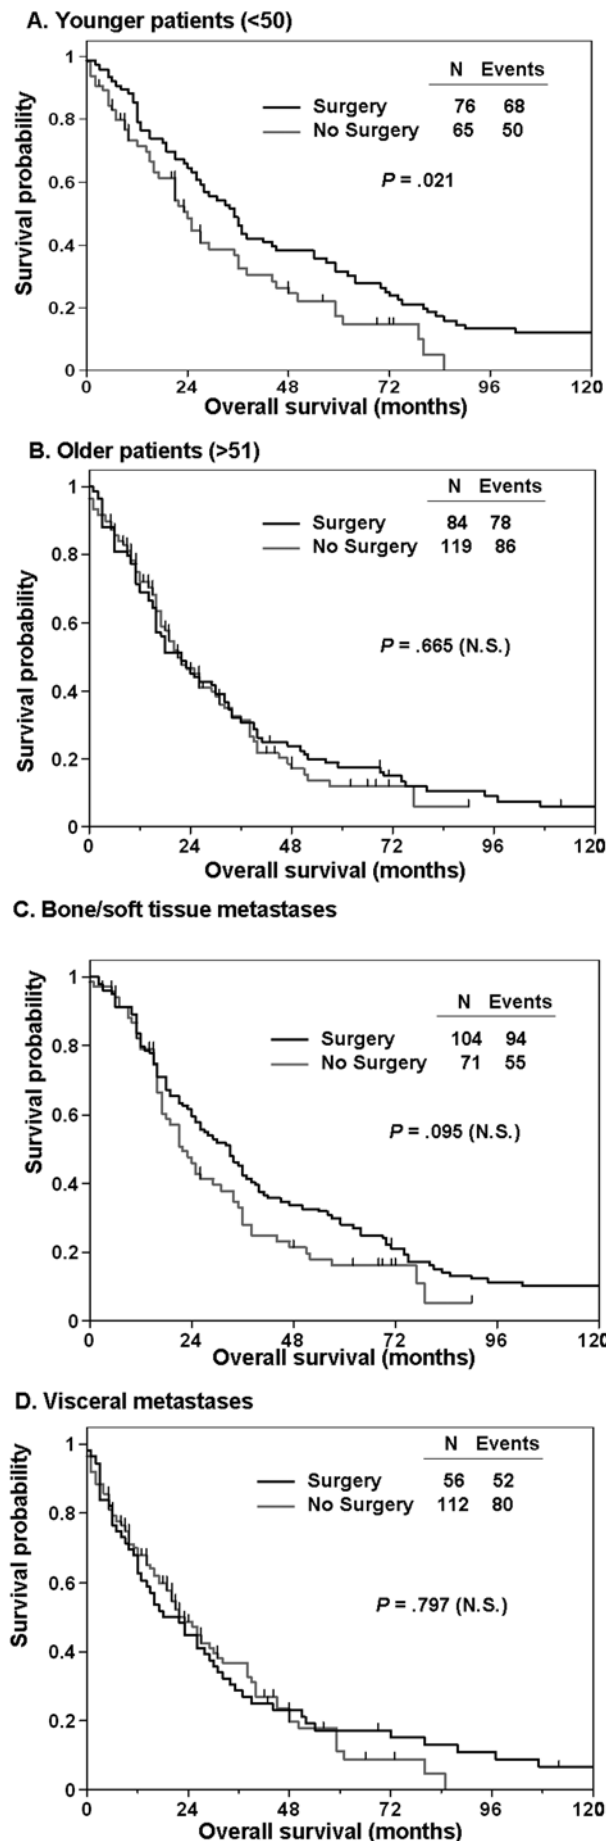 A. Younger patients (<50)
Survival probability
1
0.8
0.6
0.4
0.2
0
N Events
Surgery 76 68
No Surgery 65 50
P = .021
0 24 48 72 96 120
Overall survival (months)
B. Older patients (>51)
Survival probability
1
0.8
0.6
0.4
0.2
0
N Events
Surgery 84 78
No Surgery 119 86
P = .665 (N.S.)
0 24 48 72 96 120
Overall survival (months)
C. Bone/soft tissue metastases
Survival probability
1
0.8
0.6
0.4
0.2
0
N Events
Surgery 104 94
No Surgery 71 55
P = .095 (N.S.)
0 24 48 72 96 120
Overall survival (months)
D. Visceral metastases
Survival probability
1
0.8
0.6
0.4
0.2
0
N Events
Surgery 56 52
No Surgery 112 80
P = .797 (N.S.)
0 24 48 72 96 120
Overall survival (months)